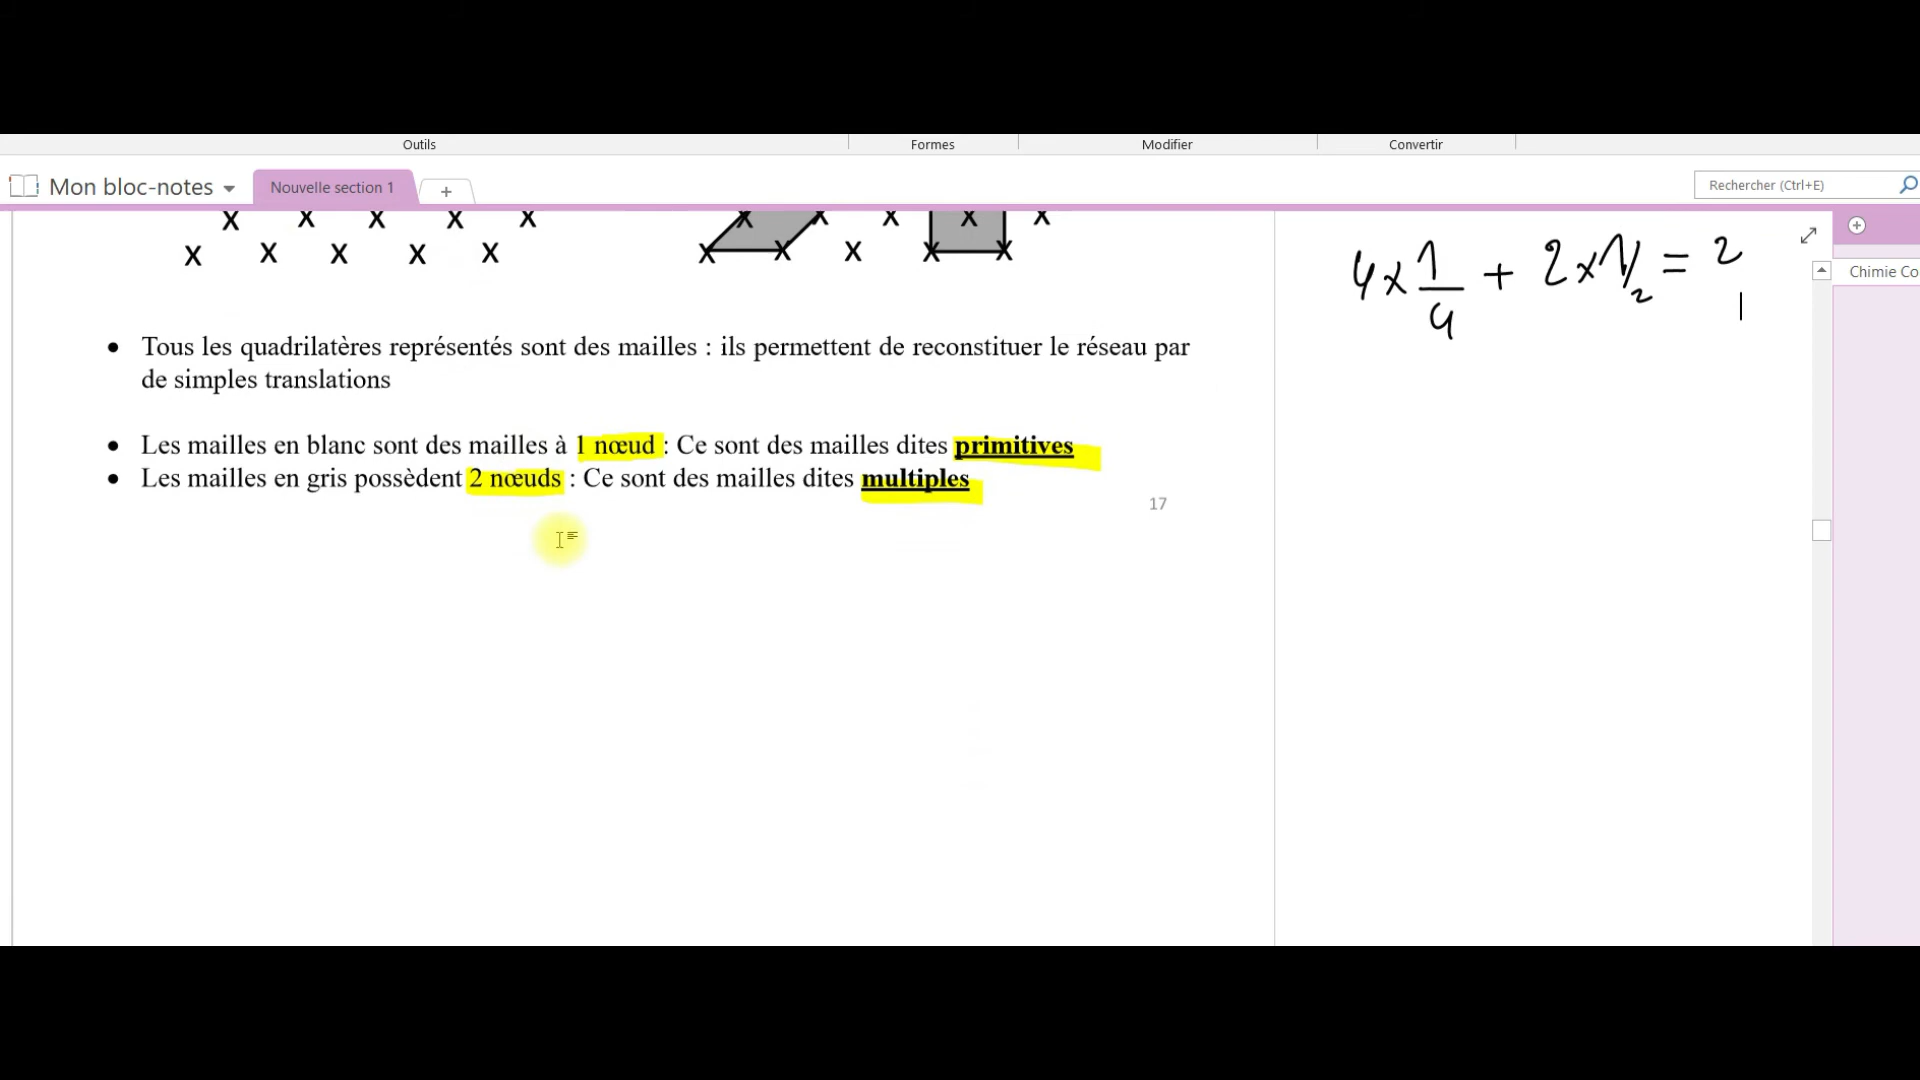 Outils Formes Modifier Convertir
Mon bloc-notes Nouvelle section 1 + Rechercher (Ctrl+E)
x x x x x x x x x x
x x x x x x x x x x
4 x 1/4 + 2 x 1/2 = 2
Chimie Co
• Tous les quadrilatères représentés sont des mailles : ils permettent de reconstituer le réseau par
de simples translations
• Les mailles en blanc sont des mailles à 1 nœud : Ce sont des mailles dites primitives
• Les mailles en gris possèdent 2 nœuds : Ce sont des mailles dites multiples
17